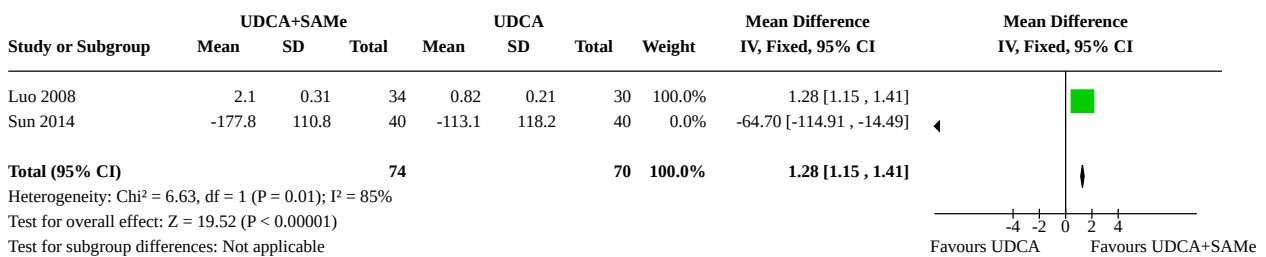 UDCA+SAMe UDCA Mean Difference Mean Difference
Study or Subgroup Mean SD Total Mean SD Total Weight IV, Fixed, 95% CI IV, Fixed, 95% CI
Luo 2008 2.1 0.31 34 0.82 0.21 30 100.0% 1.28 [1.15 , 1.41]
Sun 2014 -177.8 110.8 40 -113.1 118.2 40 0.0% -64.70 [-114.91 , -14.49]
Total (95% CI) 74 70 100.0% 1.28 [1.15 , 1.41]
Heterogeneity: Chi² = 6.63, df = 1 (P = 0.01); I² = 85%
Test for overall effect: Z = 19.52 (P < 0.00001)
-4 -2 0 2 4
Test for subgroup differences: Not applicable
Favours UDCA Favours UDCA+SAMe